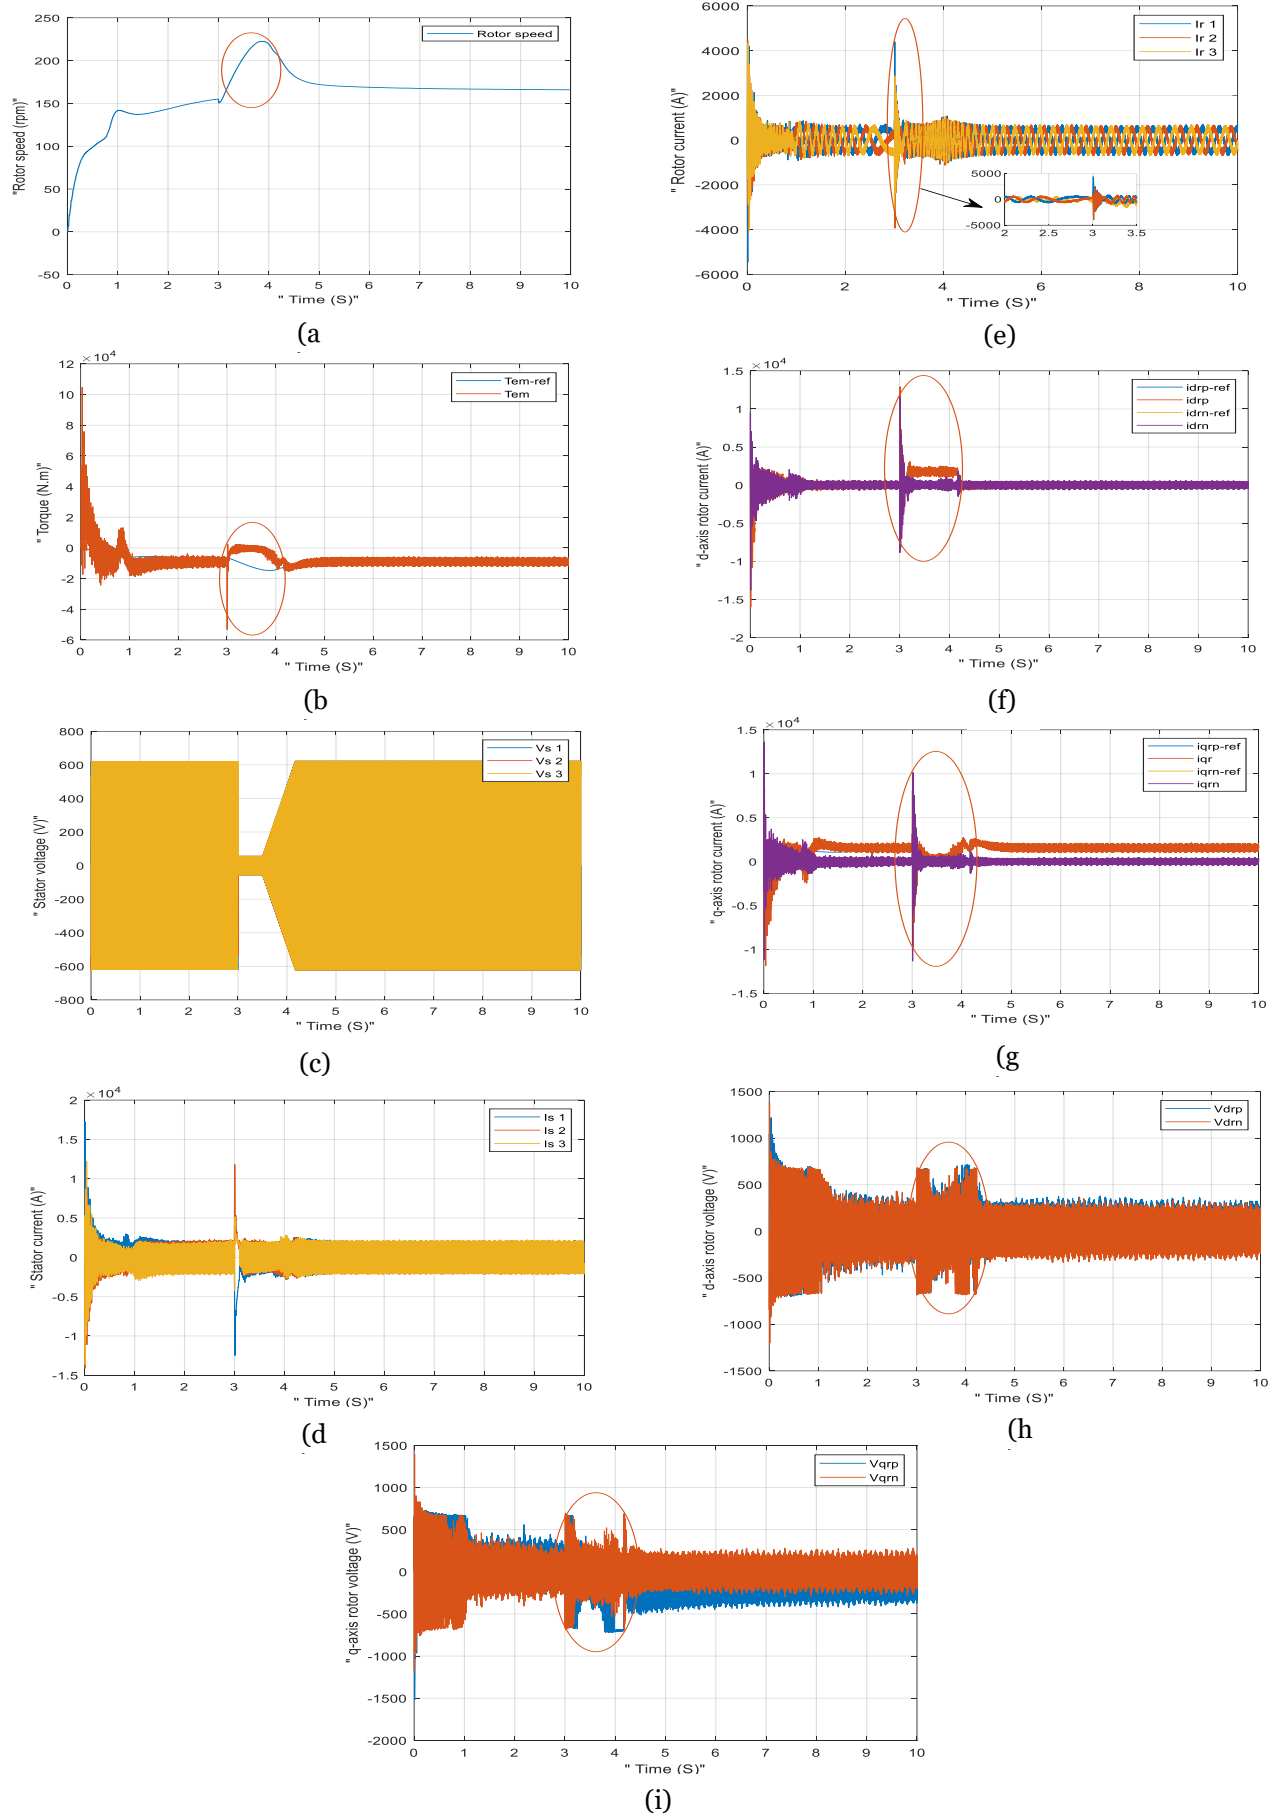 250
200
150
100
50
0
-50
"Rotor speed (rpm)"
Rotor speed
0 1 2 3 4 5 6 7 8 9 10
" Time (S)"
(a
×10⁴
12
10
8
6
4
2
0
-2
-4
-6
" Torque (N.m)"
Tem-ref
Tem
0 1 2 3 4 5 6 7 8 9 10
" Time (S)"
(b
800
600
400
200
0
-200
-400
-600
-800
" Stator voltage (V)"
Vs 1
Vs 2
Vs 3
0 1 2 3 4 5 6 7 8 9 10
" Time (S)"
(c)
×10⁴
2
1.5
1
0.5
0
-0.5
-1
-1.5
" Stator current (A)"
Is 1
Is 2
Is 3
0 1 2 3 4 5 6 7 8 9 10
" Time (S)"
(d
6000
4000
2000
0
-2000
-4000
-6000
" Rotor current (A)"
Ir 1
Ir 2
Ir 3
5000
0
-5000
2 2.5 3 3.5
0 2 4 6 8 10
" Time (S)"
(e)
×10⁴
1.5
1
0.5
0
-0.5
-1
-1.5
-2
" d-axis rotor current (A)"
idrp-ref
idrp
idrn-ref
idrn
0 1 2 3 4 5 6 7 8 9 10
" Time (S)"
(f)
×10⁴
1.5
1
0.5
0
-0.5
-1
-1.5
" q-axis rotor current (A)"
iqrp-ref
iqr
iqrn-ref
iqrn
0 1 2 3 4 5 6 7 8 9 10
" Time (S)"
(g
1500
1000
500
0
-500
-1000
-1500
" d-axis rotor voltage (V)"
Vdrp
Vdrn
0 1 2 3 4 5 6 7 8 9 10
" Time (S)"
(h
1500
1000
500
0
-500
-1000
-1500
-2000
" q-axis rotor voltage (V)"
Vqrp
Vqrn
0 1 2 3 4 5 6 7 8 9 10
" Time (S)"
(i)